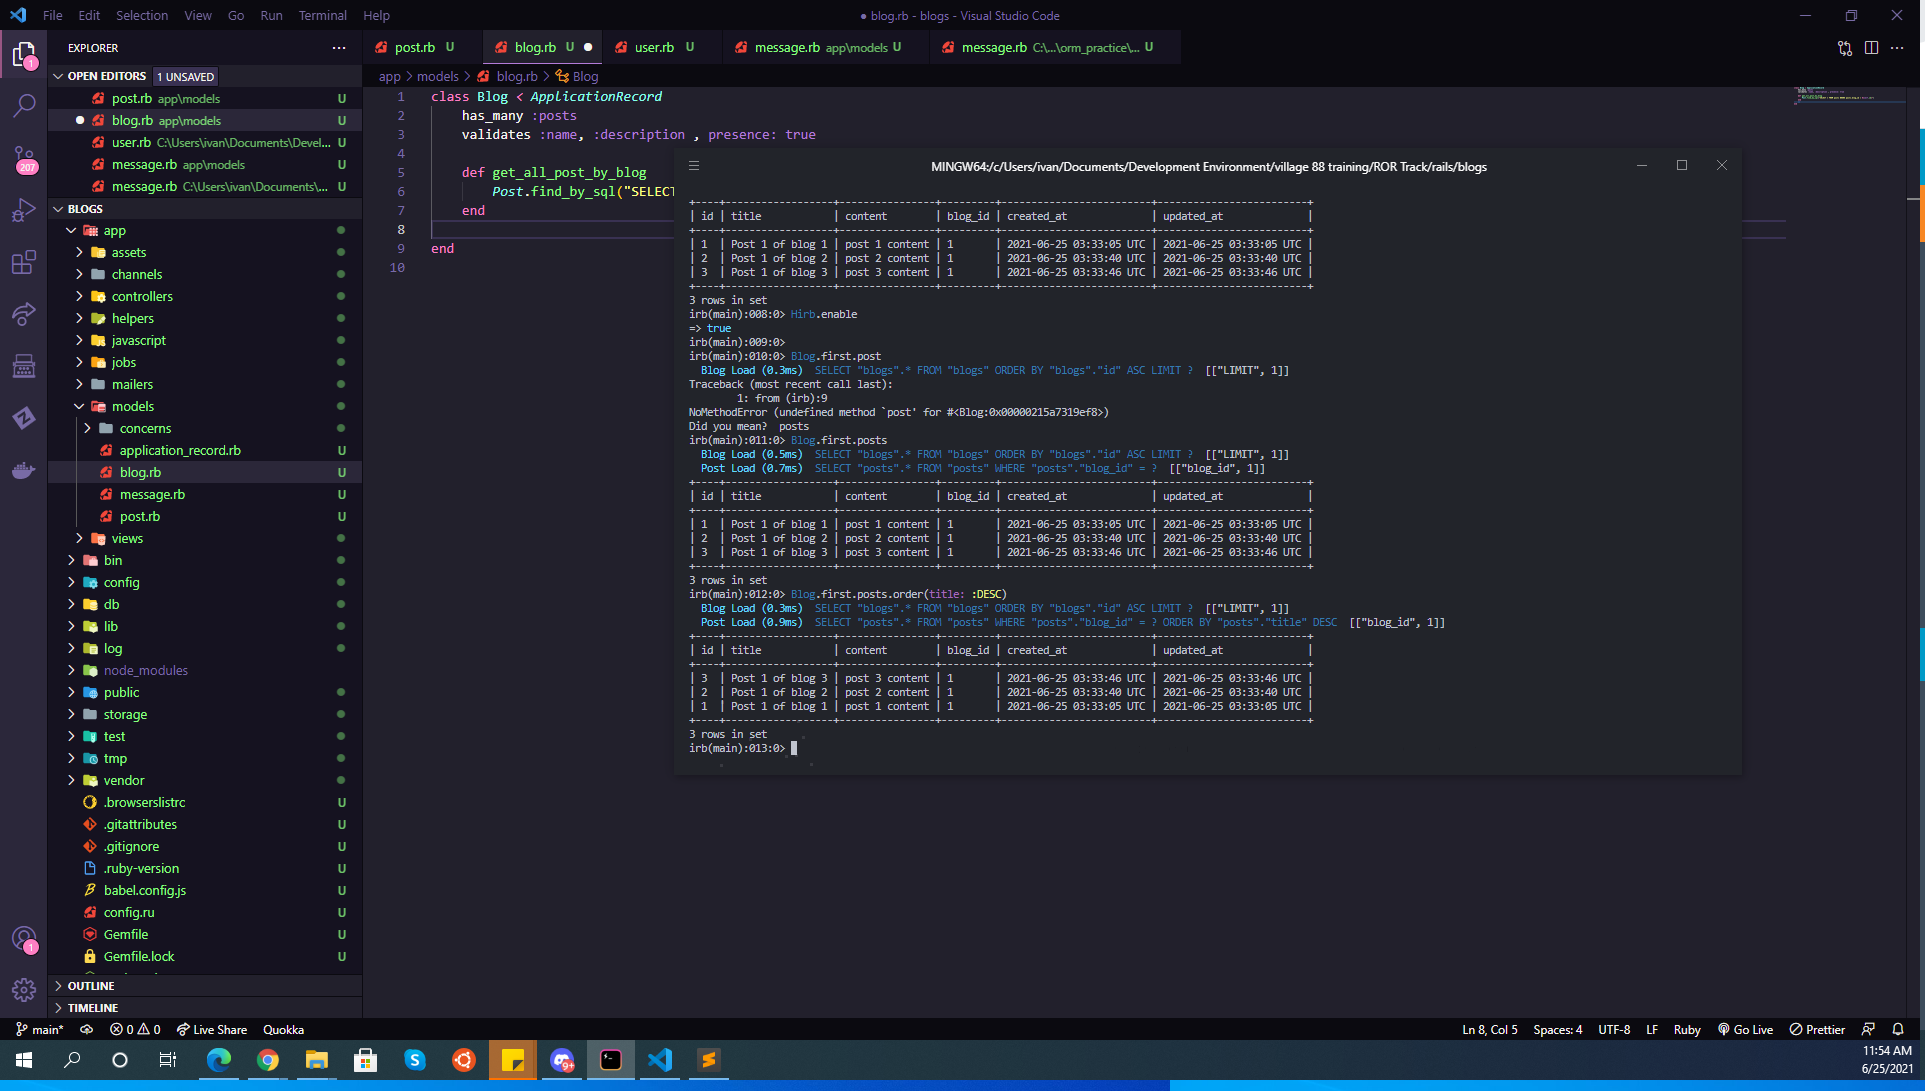 File Edit Selection View Go Run Terminal Help
● blog.rb - blogs - Visual Studio Code
EXPLORER
OPEN EDITORS 1 UNSAVED
post.rb app\models U
blog.rb app\models U
user.rb C:\Users\ivan\Documents\Devel... U
message.rb app\models U
message.rb C:\Users\ivan\Documents\... U
BLOGS
app
assets
channels
controllers
helpers
javascript
jobs
mailers
models
concerns
application_record.rb U
blog.rb U
message.rb U
post.rb U
views
bin
config
db
lib
log
node_modules
public
storage
test
tmp
vendor
.browserslistrc U
.gitattributes U
.gitignore U
.ruby-version U
babel.config.js U
config.ru U
Gemfile U
Gemfile.lock U
OUTLINE
TIMELINE
1
207
1
post.rb U blog.rb U user.rb U message.rb app\models U message.rb C:\...\orm_practice\... U
app > models > blog.rb > Blog
1 class Blog < ApplicationRecord
2 has_many :posts
3 validates :name, :description , presence: true
4
5 def get_all_post_by_blog
6 Post.find_by_sql("SELECT
7 end
8
9 end
10
MINGW64:/c/Users/ivan/Documents/Development Environment/village 88 training/ROR Track/rails/blogs
+----+------------------+----------------+---------+-------------------------+-------------------------+
| id | title            | content        | blog_id | created_at              | updated_at              |
+----+------------------+----------------+---------+-------------------------+-------------------------+
| 1  | Post 1 of blog 1 | post 1 content | 1       | 2021-06-25 03:33:05 UTC | 2021-06-25 03:33:05 UTC |
| 2  | Post 1 of blog 2 | post 2 content | 1       | 2021-06-25 03:33:40 UTC | 2021-06-25 03:33:40 UTC |
| 3  | Post 1 of blog 3 | post 3 content | 1       | 2021-06-25 03:33:46 UTC | 2021-06-25 03:33:46 UTC |
+----+------------------+----------------+---------+-------------------------+-------------------------+
3 rows in set
irb(main):008:0> Hirb.enable
=> true
irb(main):009:0>
irb(main):010:0> Blog.first.post
Blog Load (0.3ms) SELECT "blogs".* FROM "blogs" ORDER BY "blogs"."id" ASC LIMIT ? [["LIMIT", 1]]
Traceback (most recent call last):
1: from (irb):9
NoMethodError (undefined method `post' for #<Blog:0x00000215a7319ef8>)
Did you mean? posts
irb(main):011:0> Blog.first.posts
Blog Load (0.5ms) SELECT "blogs".* FROM "blogs" ORDER BY "blogs"."id" ASC LIMIT ? [["LIMIT", 1]]
Post Load (0.7ms) SELECT "posts".* FROM "posts" WHERE "posts"."blog_id" = ? [["blog_id", 1]]
+----+------------------+----------------+---------+-------------------------+-------------------------+
| id | title            | content        | blog_id | created_at              | updated_at              |
+----+------------------+----------------+---------+-------------------------+-------------------------+
| 1  | Post 1 of blog 1 | post 1 content | 1       | 2021-06-25 03:33:05 UTC | 2021-06-25 03:33:05 UTC |
| 2  | Post 1 of blog 2 | post 2 content | 1       | 2021-06-25 03:33:40 UTC | 2021-06-25 03:33:40 UTC |
| 3  | Post 1 of blog 3 | post 3 content | 1       | 2021-06-25 03:33:46 UTC | 2021-06-25 03:33:46 UTC |
+----+------------------+----------------+---------+-------------------------+-------------------------+
3 rows in set
irb(main):012:0> Blog.first.posts.order(title: :DESC)
Blog Load (0.3ms) SELECT "blogs".* FROM "blogs" ORDER BY "blogs"."id" ASC LIMIT ? [["LIMIT", 1]]
Post Load (0.9ms) SELECT "posts".* FROM "posts" WHERE "posts"."blog_id" = ? ORDER BY "posts"."title" DESC [["blog_id", 1]]
+----+------------------+----------------+---------+-------------------------+-------------------------+
| id | title            | content        | blog_id | created_at              | updated_at              |
+----+------------------+----------------+---------+-------------------------+-------------------------+
| 3  | Post 1 of blog 3 | post 3 content | 1       | 2021-06-25 03:33:46 UTC | 2021-06-25 03:33:46 UTC |
| 2  | Post 1 of blog 2 | post 2 content | 1       | 2021-06-25 03:33:40 UTC | 2021-06-25 03:33:40 UTC |
| 1  | Post 1 of blog 1 | post 1 content | 1       | 2021-06-25 03:33:05 UTC | 2021-06-25 03:33:05 UTC |
+----+------------------+----------------+---------+-------------------------+-------------------------+
3 rows in set
irb(main):013:0>
main* 0 0 Live Share Quokka
Ln 8, Col 5 Spaces: 4 UTF-8 LF Ruby Go Live Prettier
9+
11:54 AM
6/25/2021